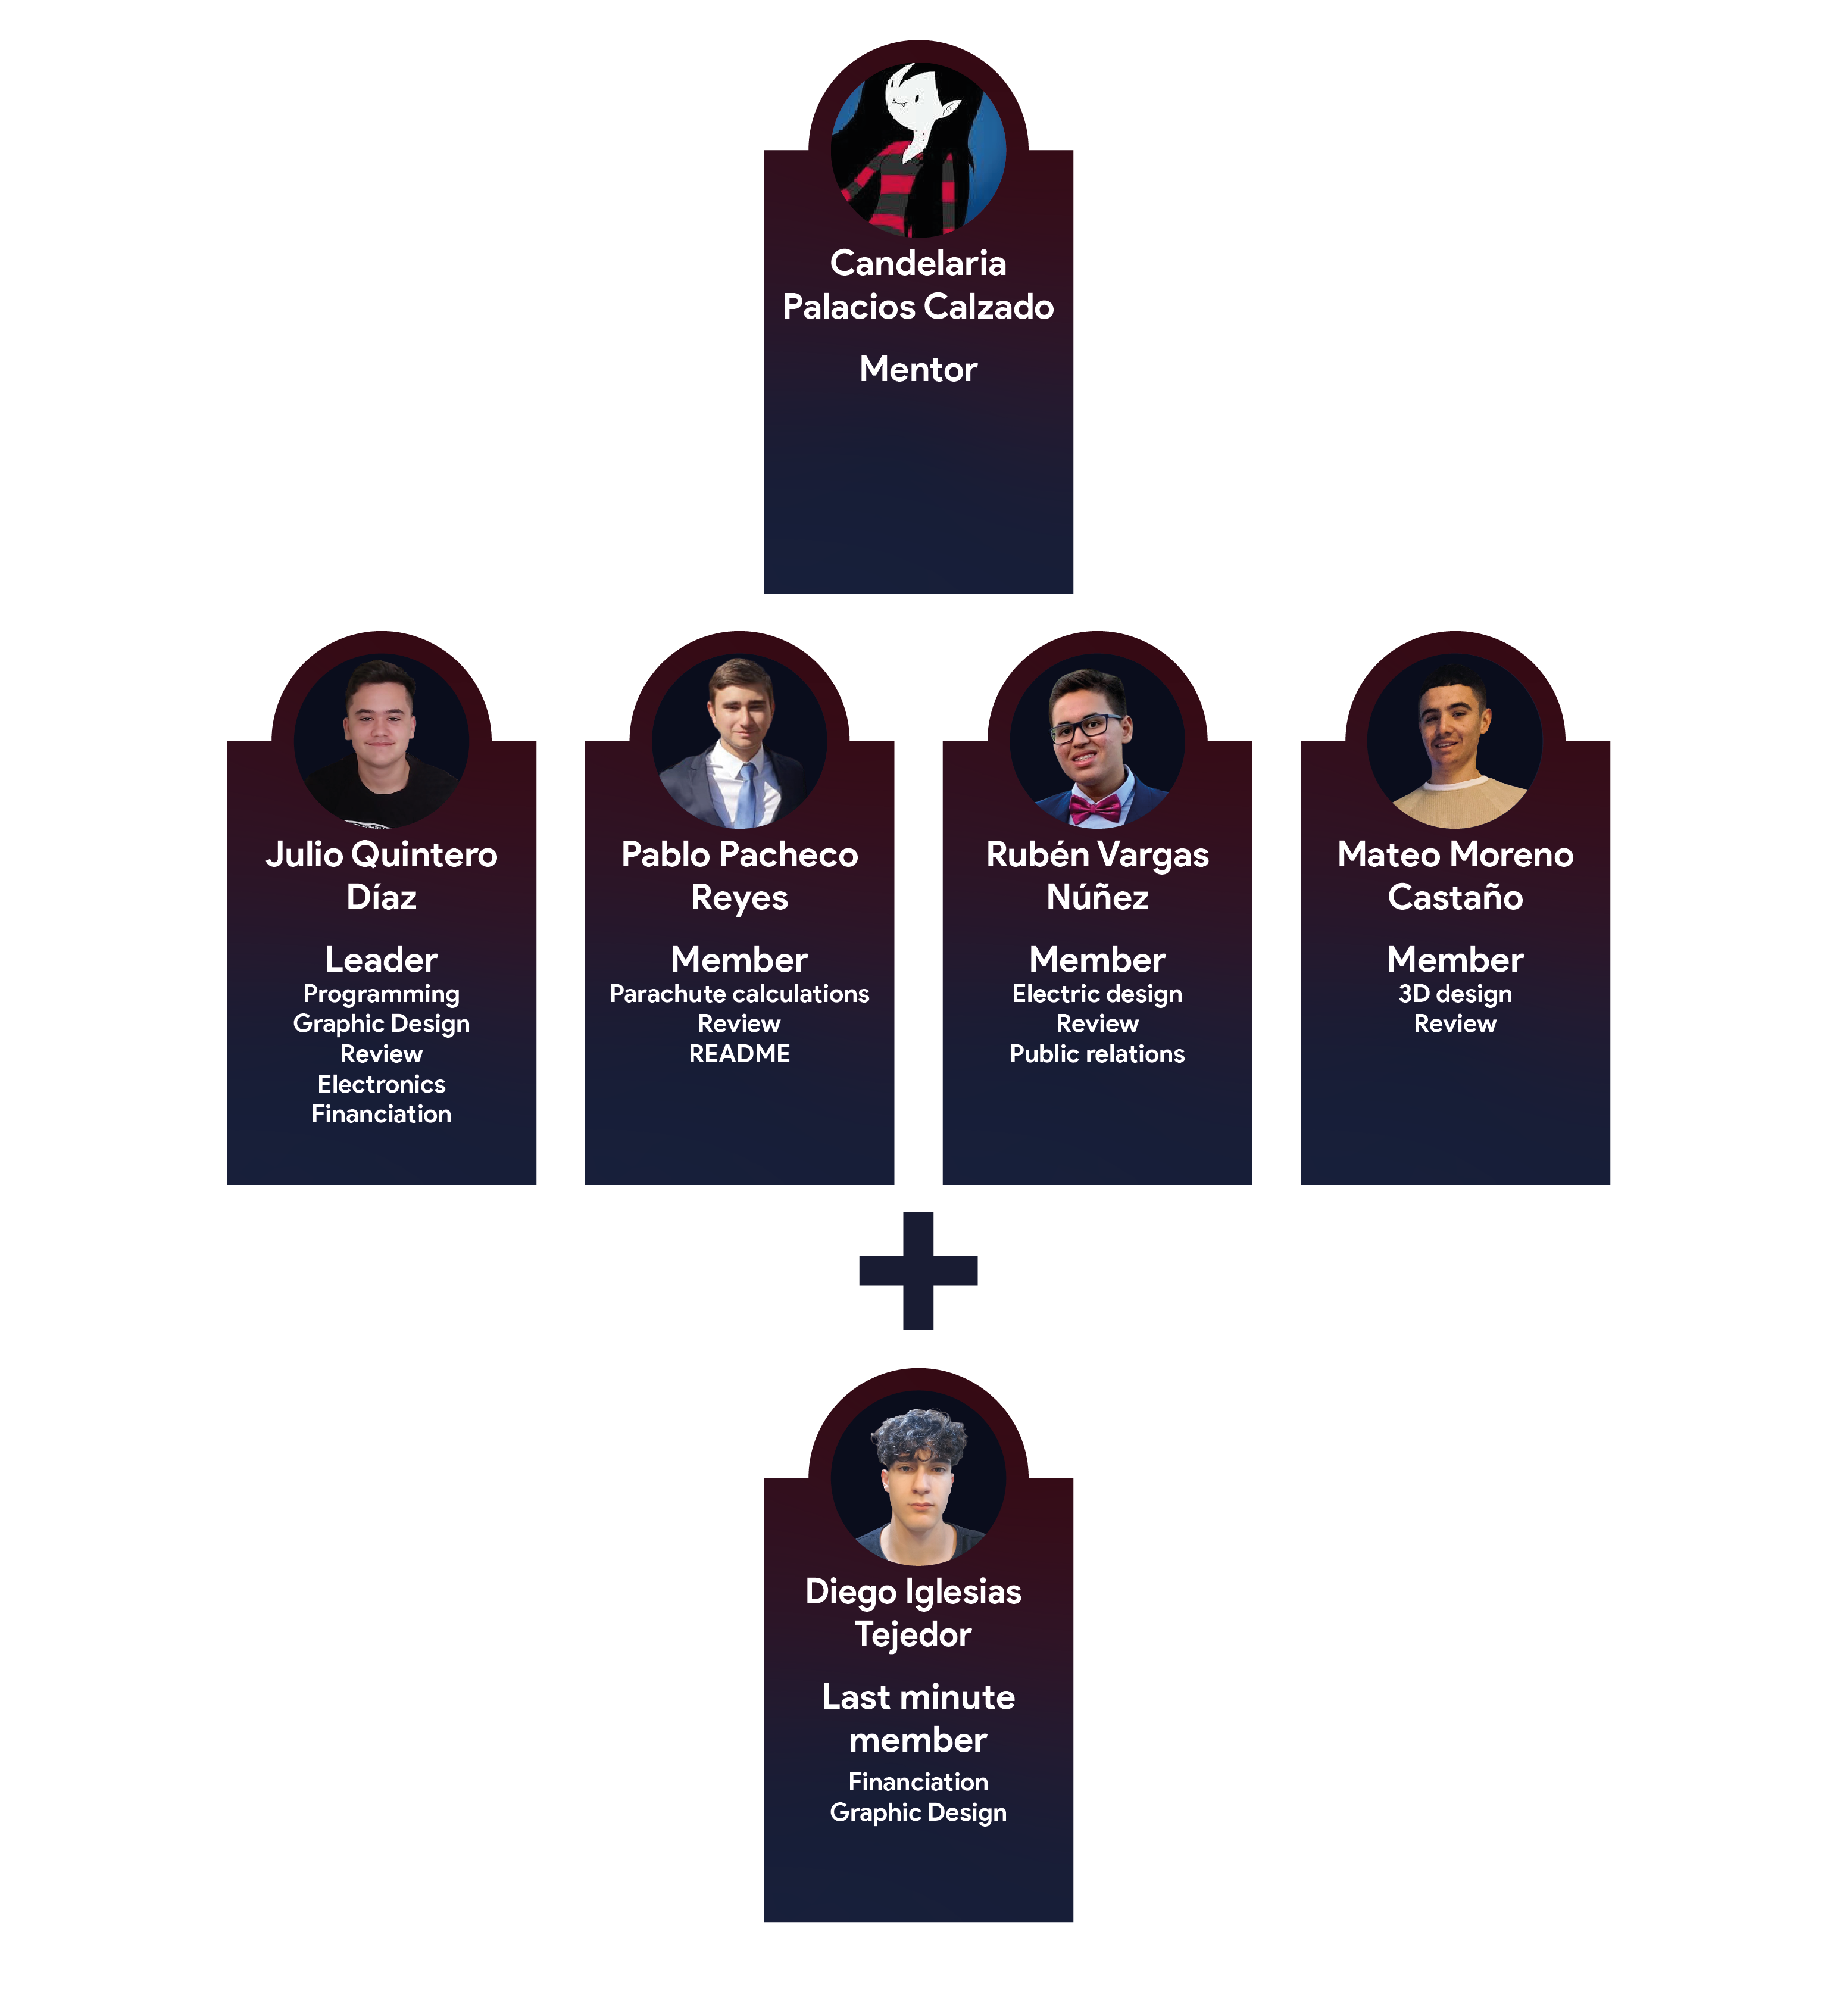 Candelaria
Palacios Calzado
Mentor
Julio Quintero
Díaz
Leader
Programming
Graphic Design
Review
Electronics
Financiation
Pablo Pacheco
Reyes
Member
Parachute calculations
Review
README
Rubén Vargas
Núñez
Member
Electric design
Review
Public relations
Mateo Moreno
Castaño
Member
3D design
Review
Diego Iglesias
Tejedor
Last minute
member
Financiation
Graphic Design